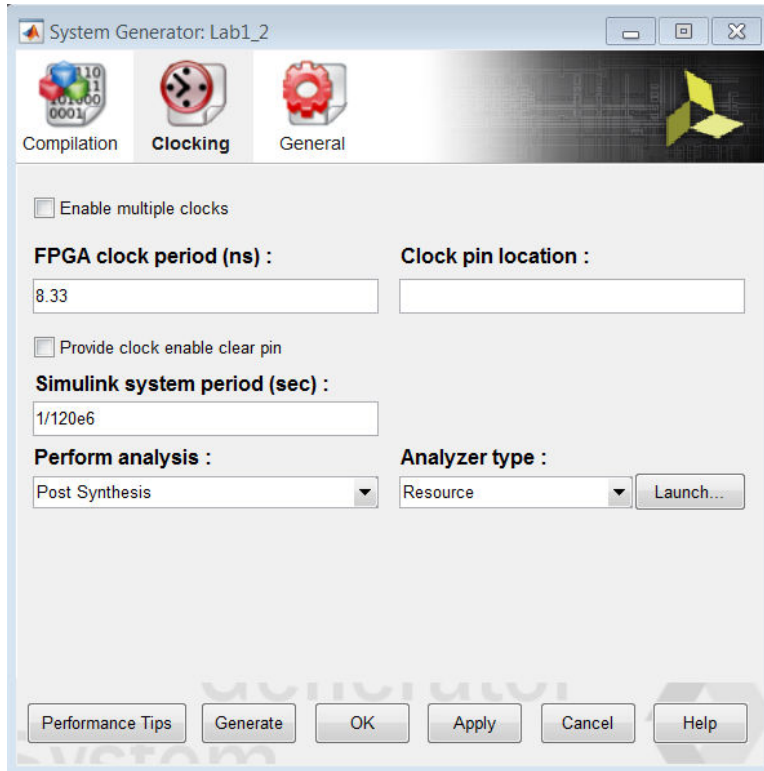 System Generator: Lab1_2
Compilation Clocking General
Enable multiple clocks
FPGA clock period (ns) : Clock pin location :
8.33
Provide clock enable clear pin
Simulink system period (sec) :
1/120e6
Perform analysis : Analyzer type :
Post Synthesis Resource Launch...
Generator
Performance Tips Generate OK Apply Cancel Help
System